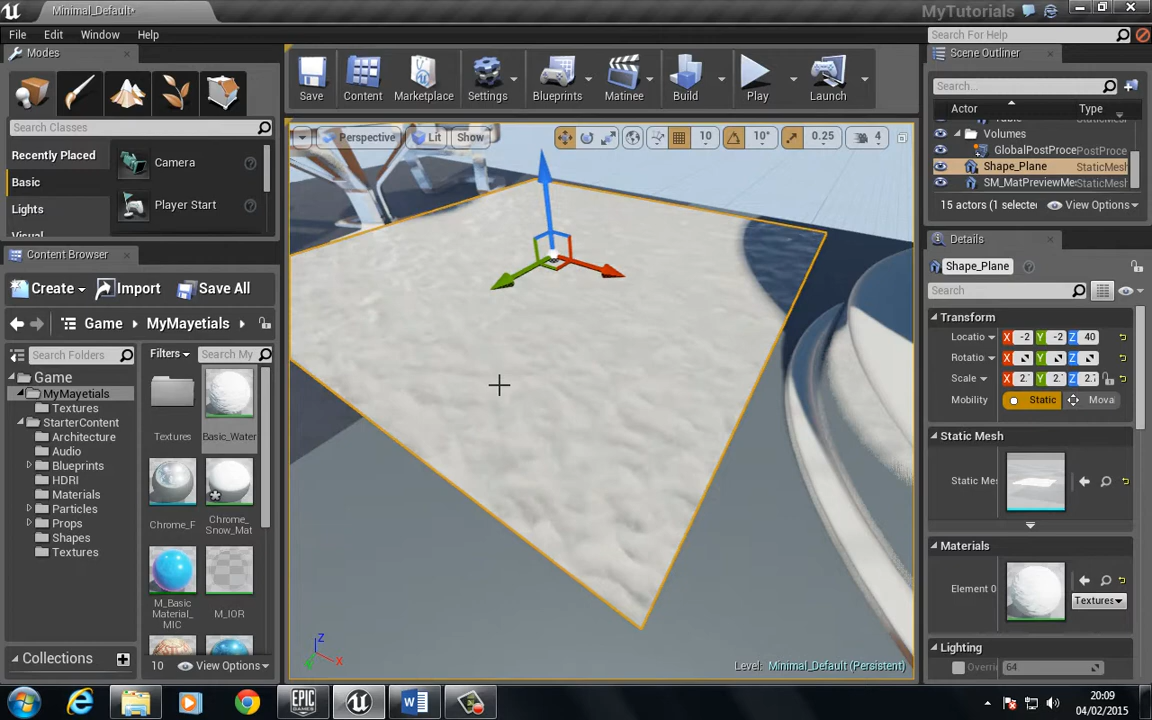 Minimal_Default*
MyTutorials
File Edit Window Help
Search For Help
Modes
Search Classes
Recently Placed
Basic
Lights
Visual
Camera
Player Start
Save
Content
Marketplace
Settings
Blueprints
Matinee
Build
Play
Launch
Perspective Lit Show
10 10° 0.25 4
Level: Minimal_Default (Persistent)
Z
X
Content Browser
Create Import Save All
Game MyMayetials
Search Folders
Filters Search My
Game
MyMayetials
Textures
StarterContent
Architecture
Audio
Blueprints
HDRI
Materials
Particles
Props
Shapes
Textures
Collections
Textures
Basic_Water
Chrome_F
Chrome_
Snow_Mat
M_Basic
Material_
MIC
M_IOR
10 View Options
Scene Outliner
Search...
Actor Type
Volumes
GlobalPostProce PostProce
Shape_Plane StaticMesh
SM_MatPreviewMe StaticMesh
15 actors (1 selecte View Options
Details
Shape_Plane
Search
Transform
Locatio X -2 Y -2 Z 40
Rotatio X Y Z
Scale X 2. Y 2. Z 2.
Mobility Static Mova
Static Mesh
Static Mes
Materials
Element 0
Textures
Lighting
Overri 64
EPIC
GAMES
20:09
04/02/2015